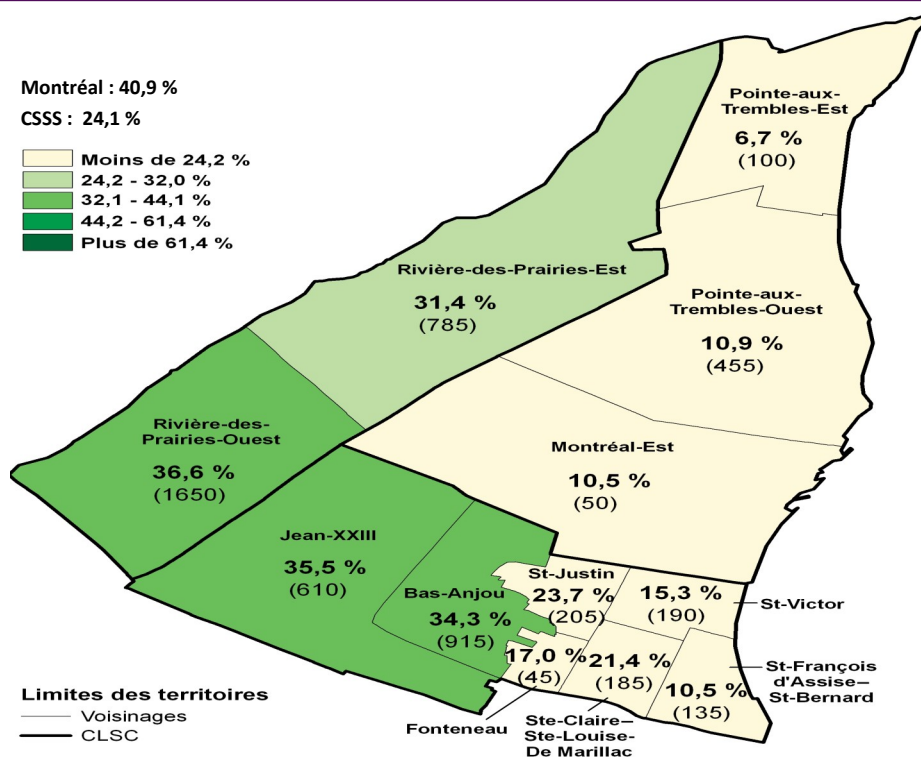 Montréal : 40,9 %
CSSS : 24,1 %
Moins de 24,2 %
24,2 - 32,0 %
32,1 - 44,1 %
44,2 - 61,4 %
Plus de 61,4 %
Pointe-aux-
Trembles-Est
6,7 %
(100)
Rivière-des-Prairies-Est
31,4 %
(785)
Pointe-aux-
Trembles-Ouest
10,9 %
(455)
Rivière-des-
Prairies-Ouest
36,6 %
(1650)
Montréal-Est
10,5 %
(50)
Jean-XXIII
35,5 %
(610)
Bas-Anjou
34,3 %
(915)
St-Justin
23,7 %
(205)
15,3 %
(190)
St-Victor
17,0 %
(45)
Fonteneau
21,4 %
(185)
Ste-Claire–
Ste-Louise-
De Marillac
10,5 %
(135)
St-François
d'Assise–
St-Bernard
Limites des territoires
Voisinages
CLSC